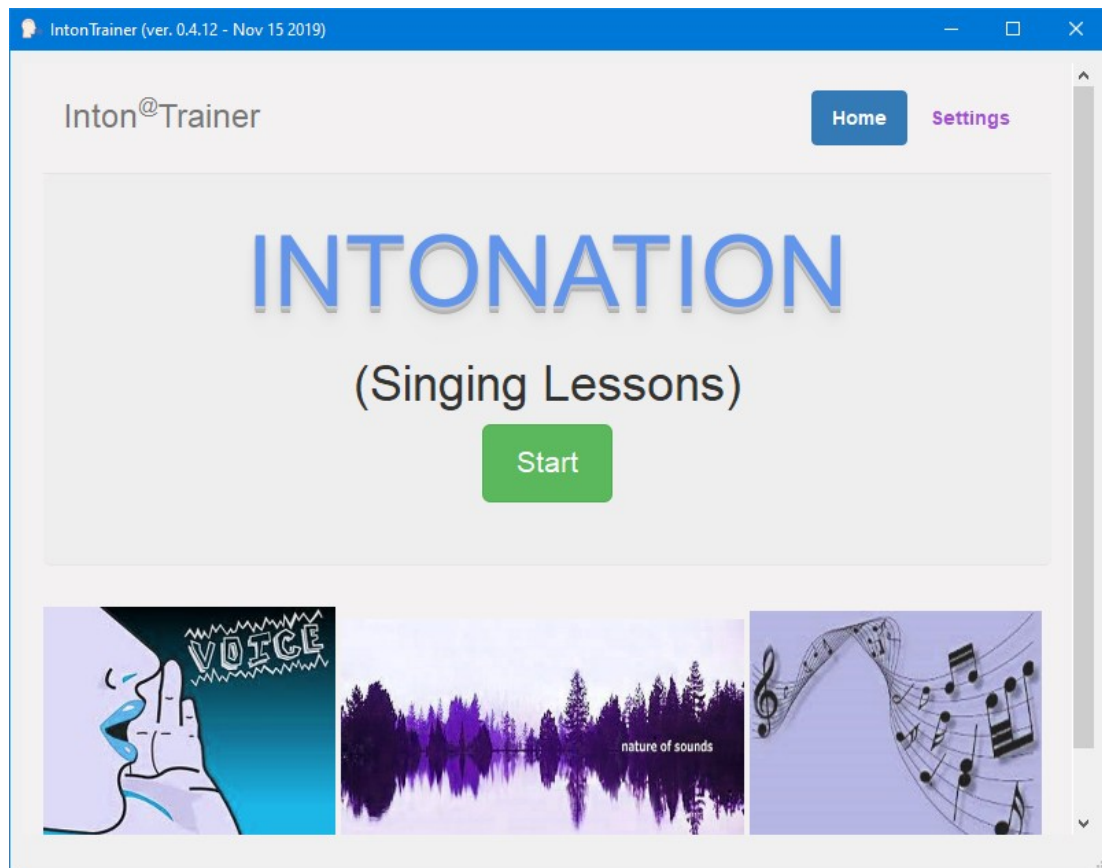 IntonTrainer (ver. 0.4.12 - Nov 15 2019)
Inton@Trainer
Home
Settings
INTONATION
(Singing Lessons)
Start
VOICE
nature of sounds